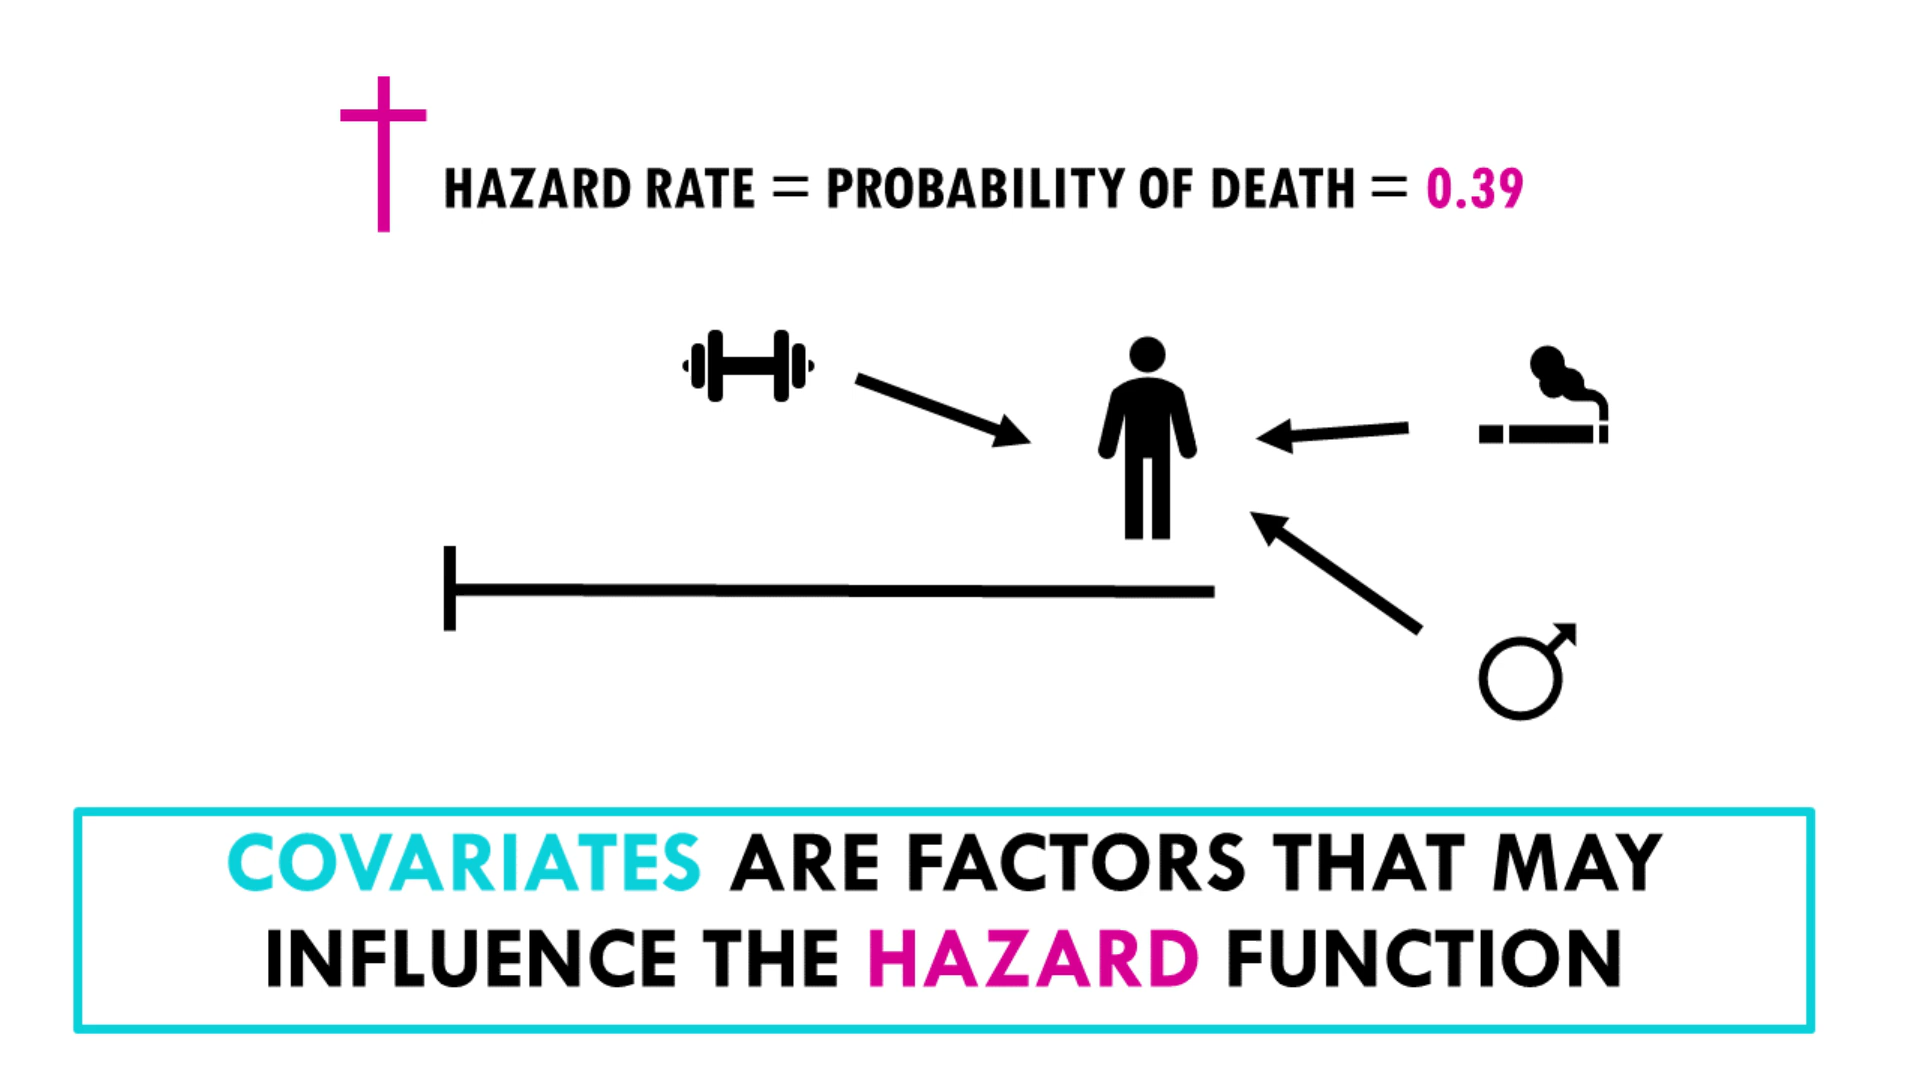 HAZARD RATE = PROBABILITY OF DEATH = 0.39
COVARIATES ARE FACTORS THAT MAY
INFLUENCE THE HAZARD FUNCTION